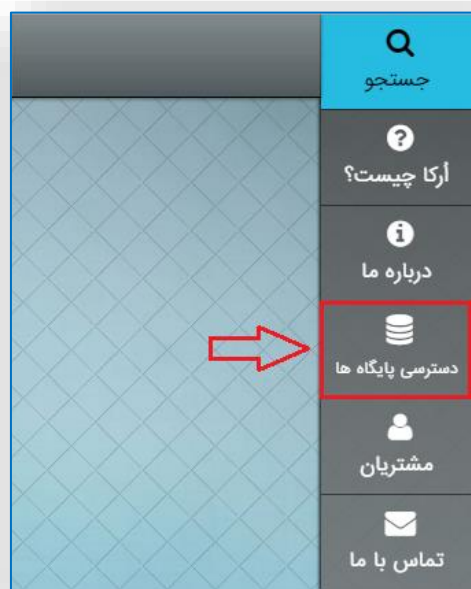 جستجو
أرکا چیست؟
درباره ما
دسترسی پایگاه ها
مشتریان
تماس با ما